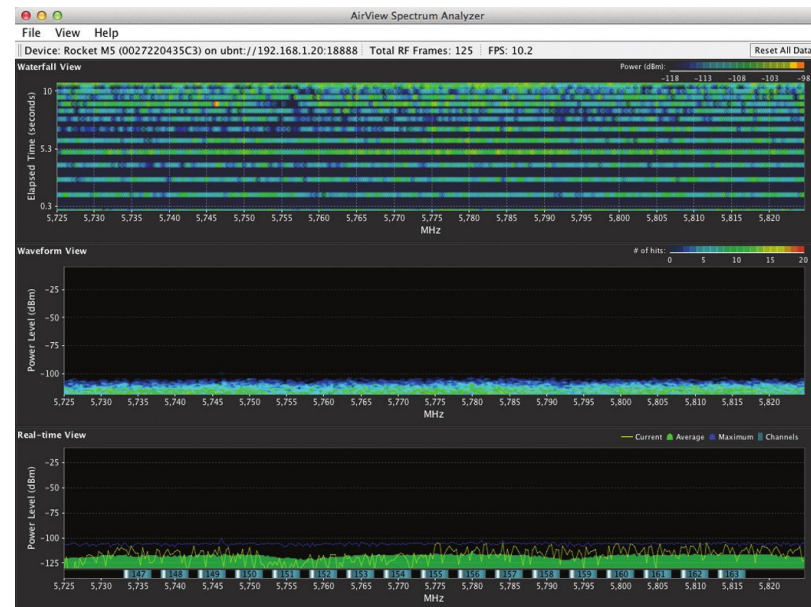 AirView Spectrum Analyzer
File View Help
Device: Rocket M5 (0027220435C3) on ubnt://192.168.1.20:18888 Total RF Frames: 125 FPS: 10.2 Reset All Data
Waterfall View Power (dBm):
-118 -113 -108 -103 -98
Elapsed Time (seconds)
10
5.3
0.3
5,725 5,730 5,735 5,740 5,745 5,750 5,755 5,760 5,765 5,770 5,775 5,780 5,785 5,790 5,795 5,800 5,805 5,810 5,815 5,820
MHz
Waveform View # of hits:
0 5 10 15 20
Power Level (dBm)
-25
-50
-75
-100
5,725 5,730 5,735 5,740 5,745 5,750 5,755 5,760 5,765 5,770 5,775 5,780 5,785 5,790 5,795 5,800 5,805 5,810 5,815 5,820
MHz
Real-time View Current Average Maximum Channels
Power Level (dBm)
-25
-50
-75
-100
-125
147 148 149 150 151 152 153 154 155 156 157 158 159 160 161 162 163
5,725 5,730 5,735 5,740 5,745 5,750 5,755 5,760 5,765 5,770 5,775 5,780 5,785 5,790 5,795 5,800 5,805 5,810 5,815 5,820
MHz